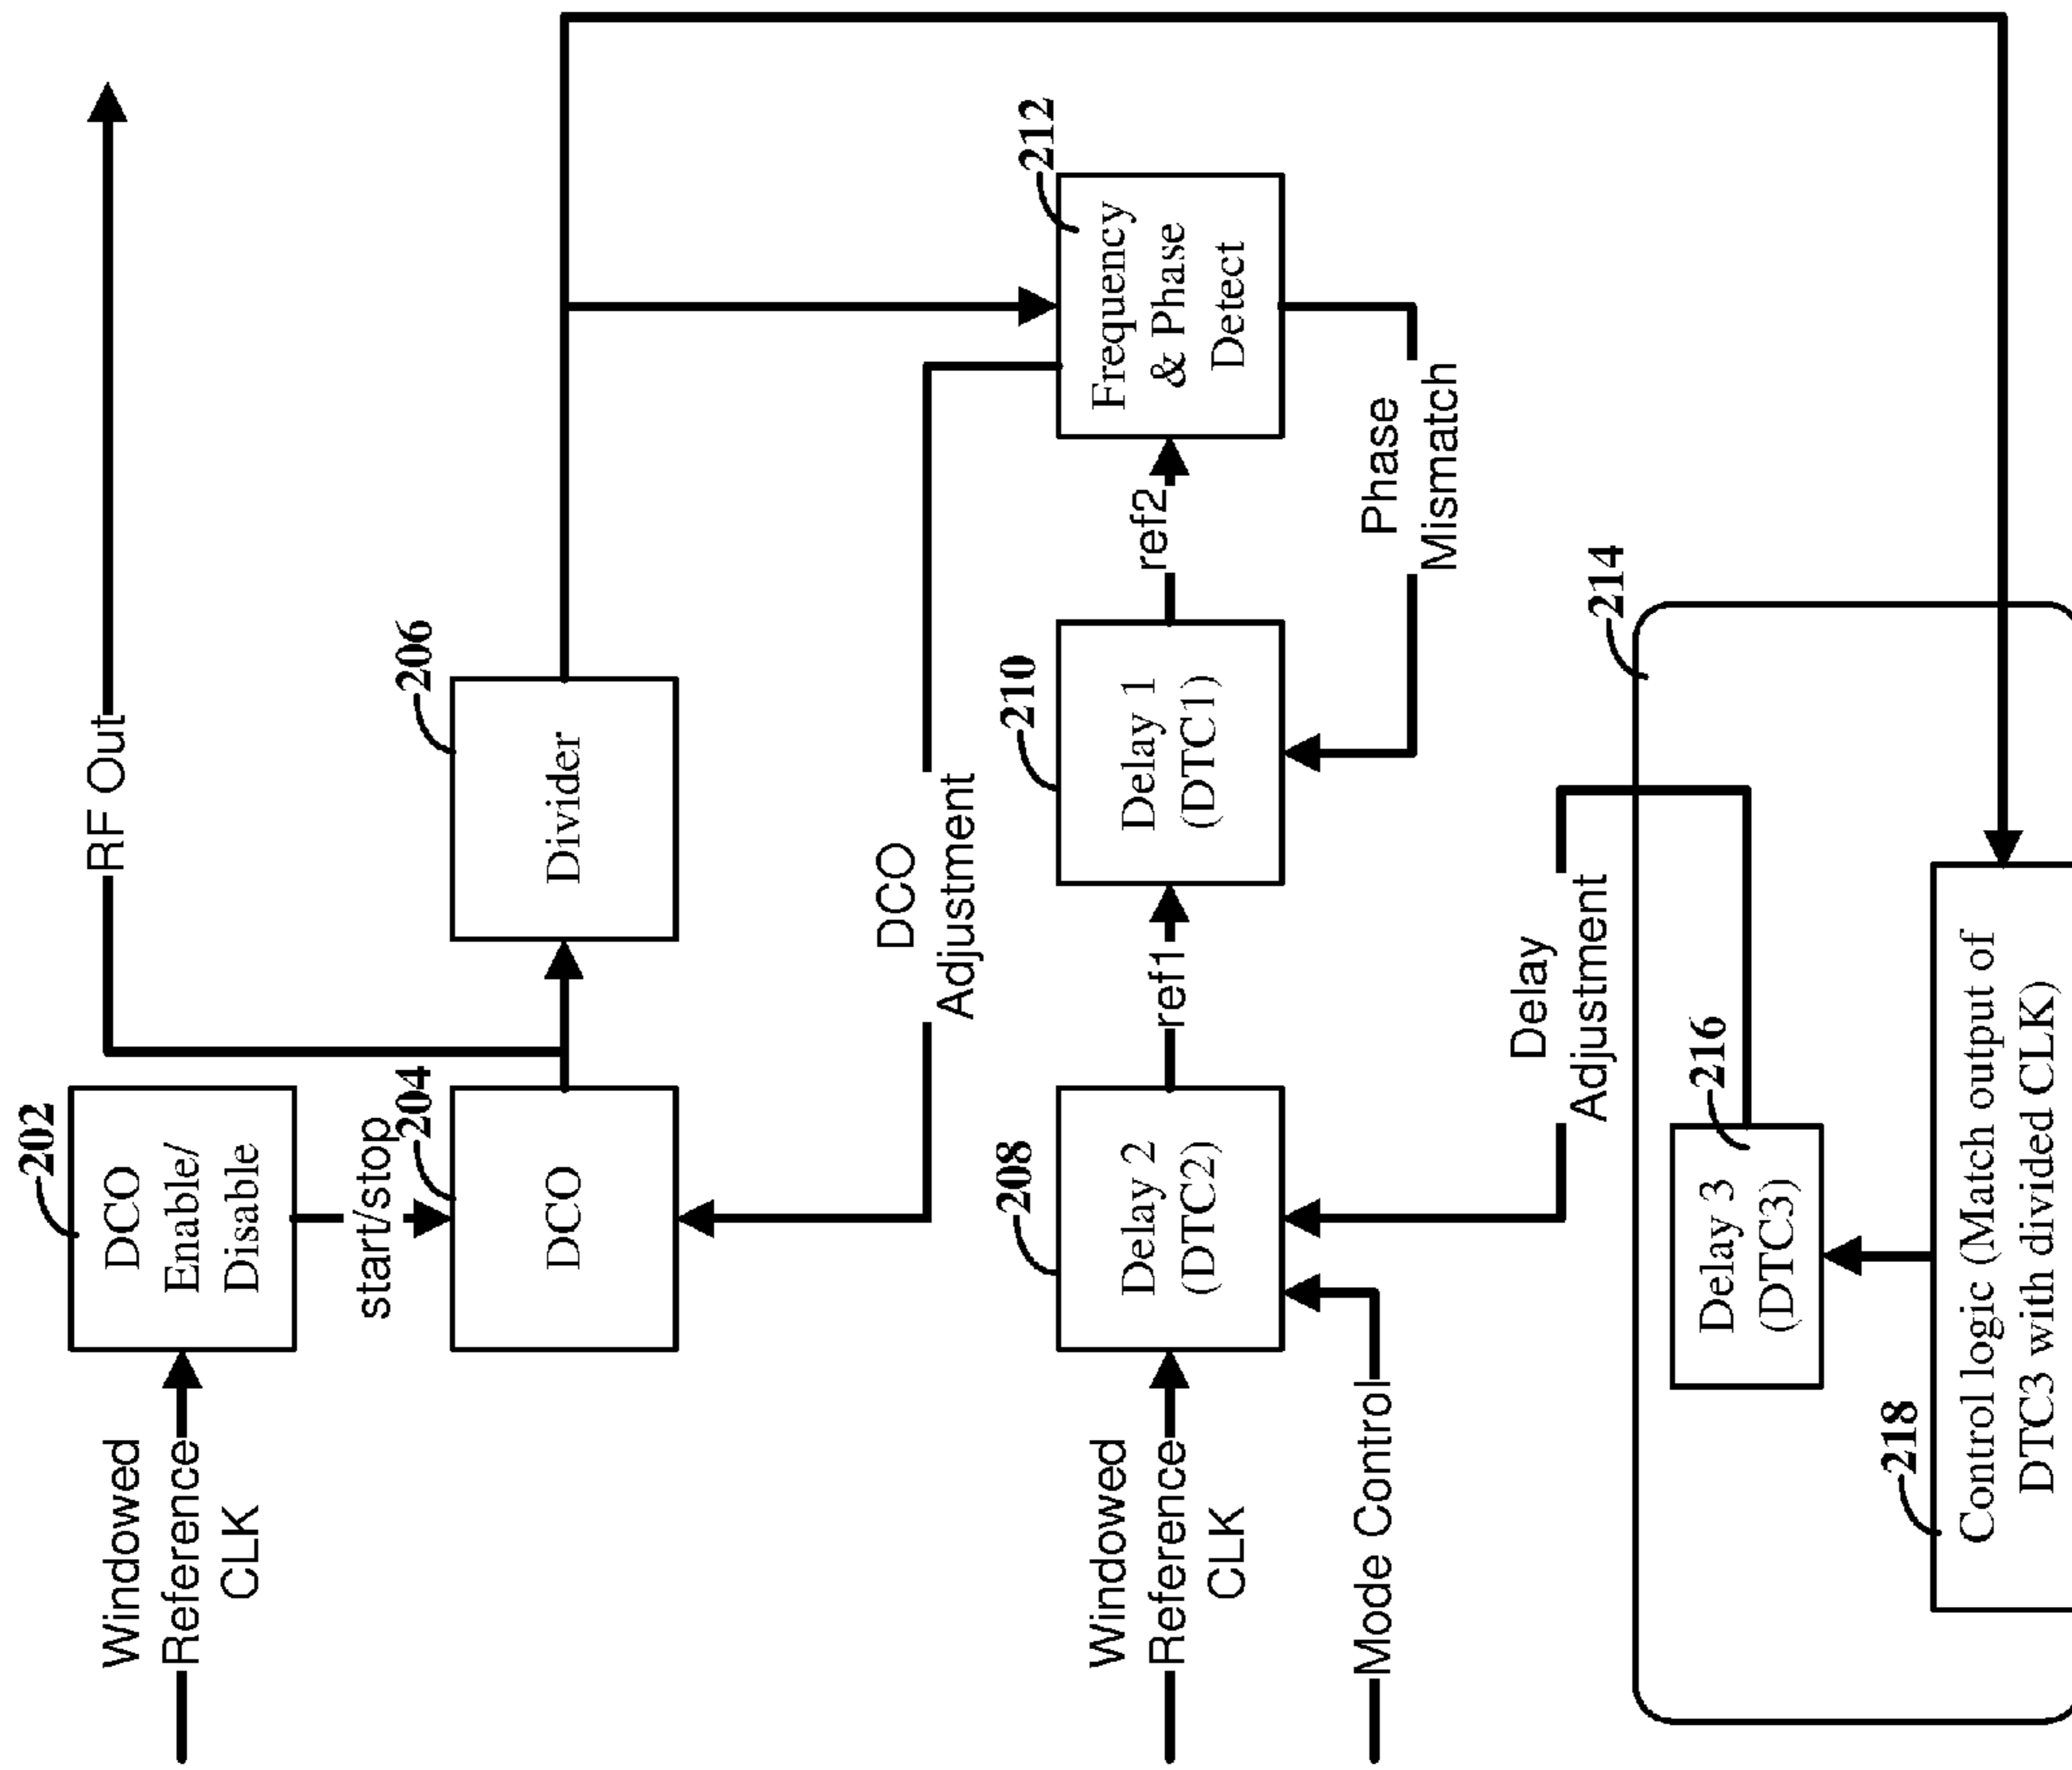 Windowed
Reference
CLK
202
DCO
Enable/
Disable
RF Out
start/stop
204
DCO
206
Divider
DCO
Adjustment
Windowed
Reference
CLK
Mode Control
208
Delay 2
(DTC2)
ref1
210
Delay 1
(DTC1)
ref2
212
Frequency
& Phase
Detect
Phase
Mismatch
Delay
Adjustment
214
216
Delay 3
(DTC3)
218
Control logic (Match output of
DTC3 with divided CLK)